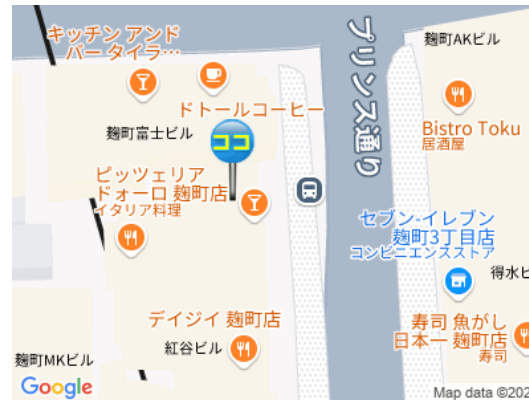 キッチン アンド
バー タイラ…
ドトールコーヒー
麹町富士ビル
ココ
ピッツェリア
ドォーロ 麹町店
イタリア料理
デイジイ 麹町店
紅谷ビル
麹町MKビル
Google
プリンス通り
麹町AKビル
Bistro Toku
居酒屋
セブン-イレブン
麹町3丁目店
コンビニエンスストア
得水ビ
寿司 魚がし
日本一 麹町店
寿司
Map data ©202